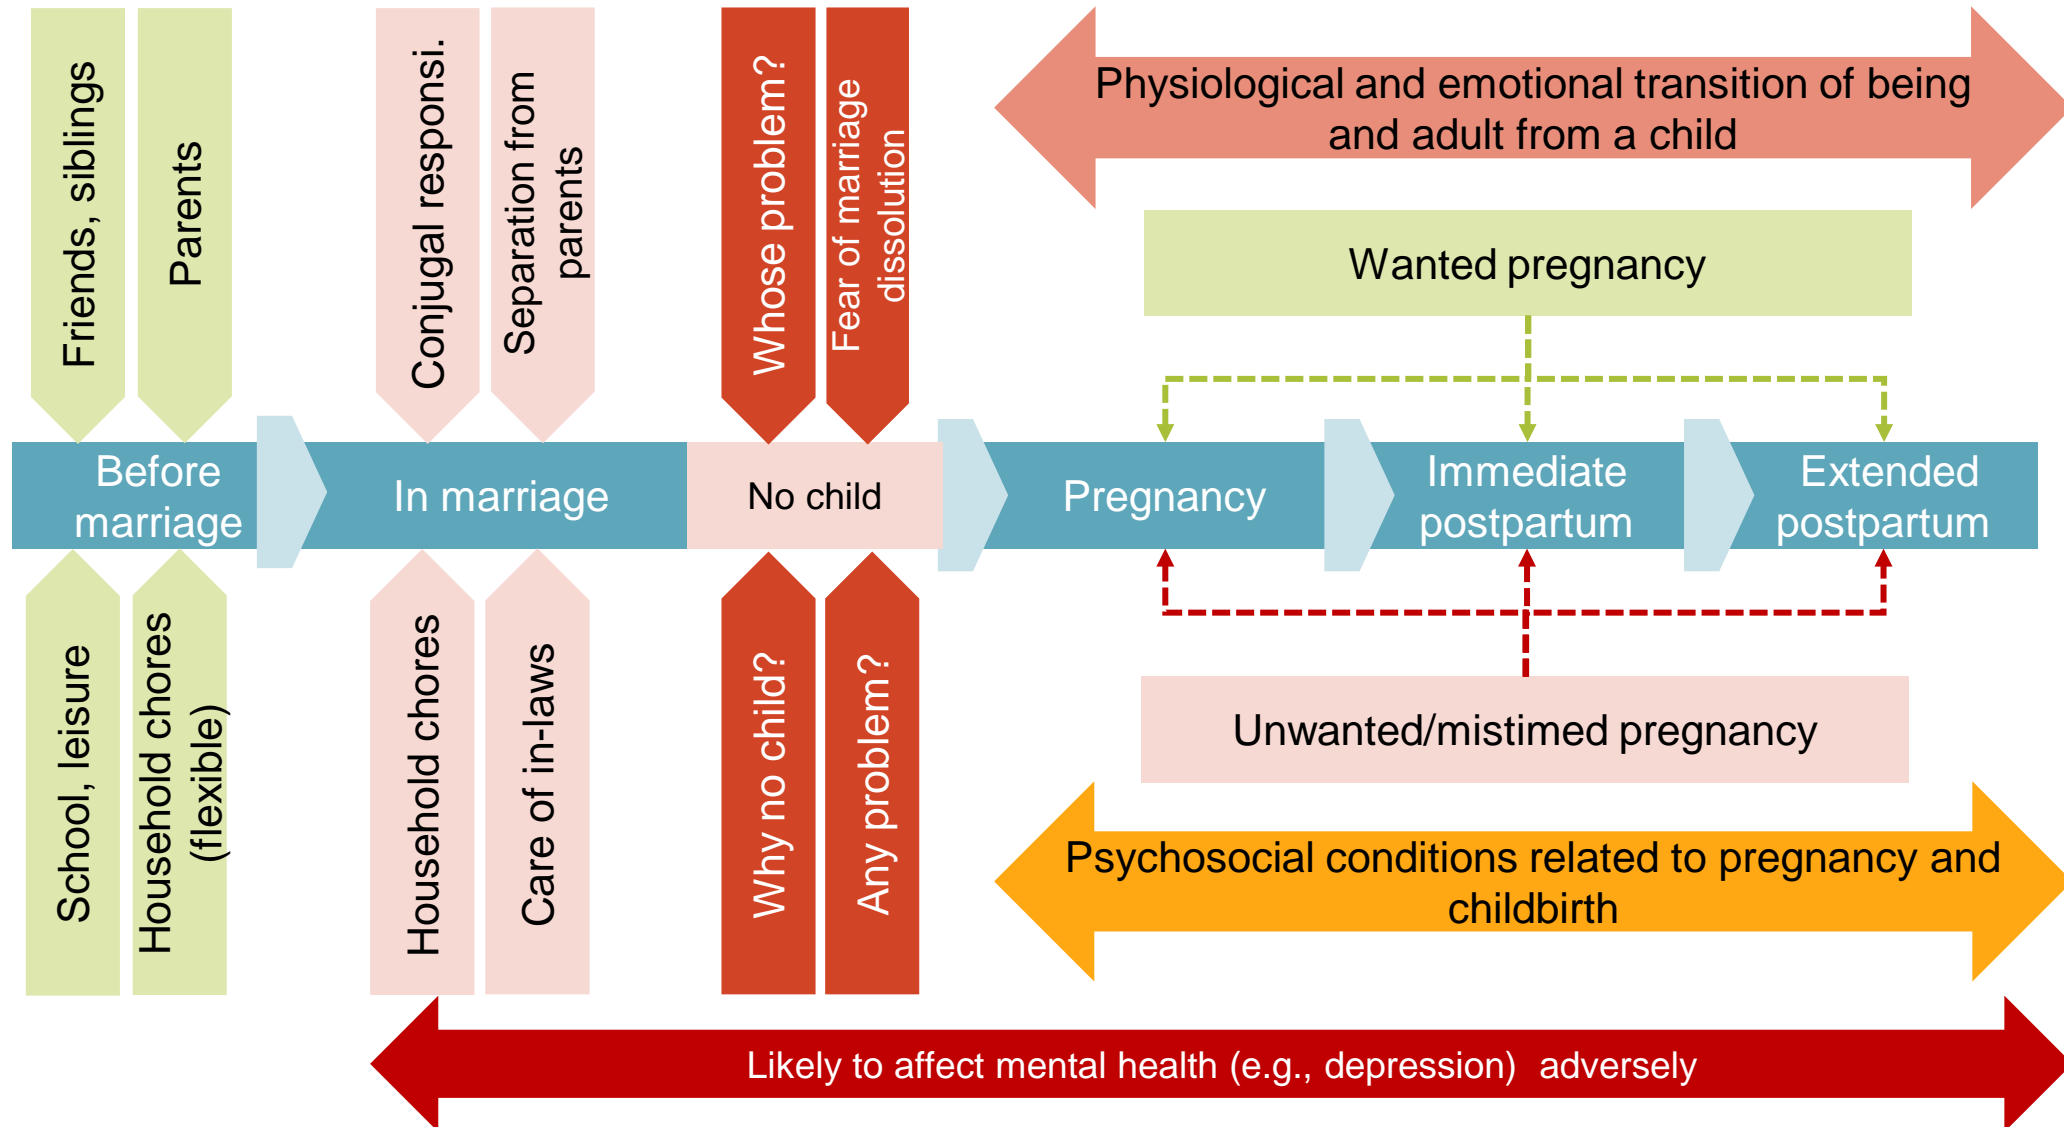 Friends, siblings
Parents
Conjugal responsi.
Separation from
parents
Whose problem?
Fear of marriage
dissolution
Physiological and emotional transition of being
and adult from a child
Wanted pregnancy
Before
marriage
In marriage
No child
Pregnancy
Immediate
postpartum
Extended
postpartum
School, leisure
Household chores
(flexible)
Household chores
Care of in-laws
Why no child?
Any problem?
Unwanted/mistimed pregnancy
Psychosocial conditions related to pregnancy and
childbirth
Likely to affect mental health (e.g., depression)  adversely